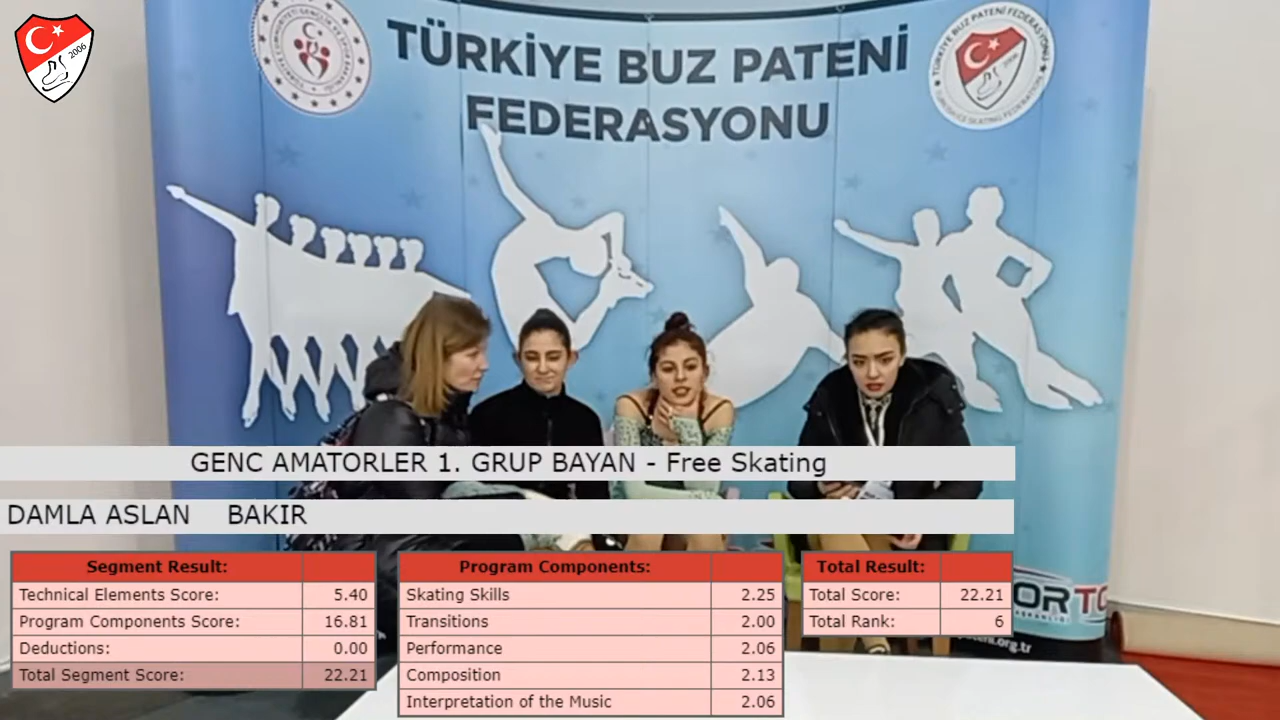 2006
TÜRKİYE BUZ PATENİ
FEDERASYONU
GENC AMATORLER 1. GRUP BAYAN - Free Skating
DAMLA ASLAN BAKIR
Segment Result:
Technical Elements Score: 5.40
Program Components Score: 16.81
Deductions: 0.00
Total Segment Score: 22.21
Program Components:
Skating Skills 2.25
Transitions 2.00
Performance 2.06
Composition 2.13
Interpretation of the Music 2.06
Total Result:
Total Score: 22.21
Total Rank: 6